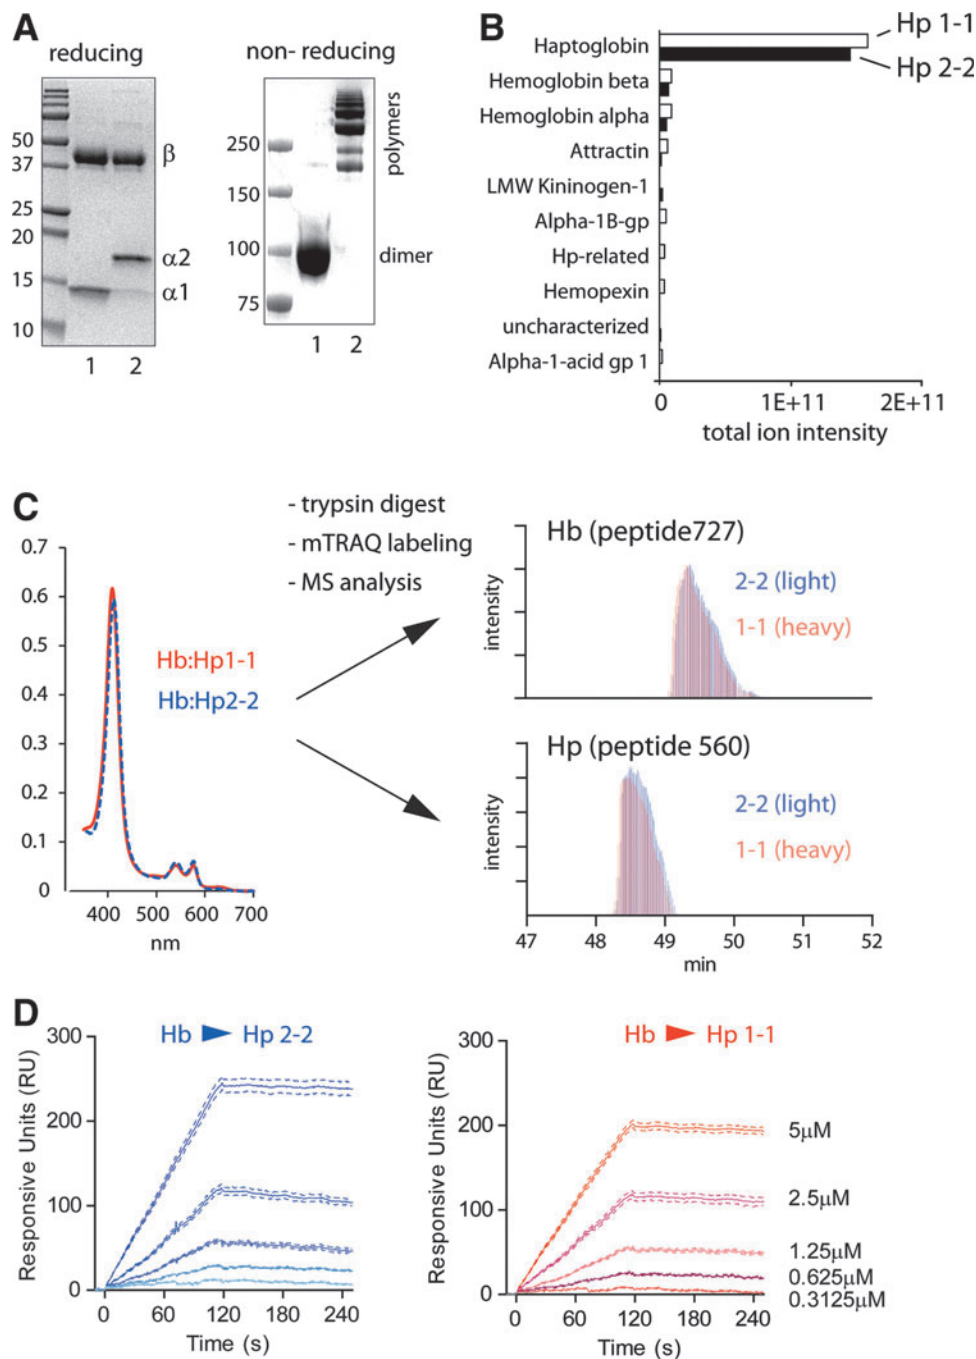 A
reducing
50
37
25
20
15
10
β
α2
α1
1 2
non- reducing
250
150
100
75
polymers
dimer
1 2
B
Haptoglobin
Hemoglobin beta
Hemoglobin alpha
Attractin
LMW Kininogen-1
Alpha-1B-gp
Hp-related
Hemopexin
uncharacterized
Alpha-1-acid gp 1
Hp 1-1
Hp 2-2
0 1E+11 2E+11
total ion intensity
C
0.7
0.6
0.5
0.4
0.3
0.2
0.1
0
400 500 600 700
nm
Hb:Hp1-1
Hb:Hp2-2
- trypsin digest
- mTRAQ labeling
- MS analysis
Hb (peptide727)
2-2 (light)
1-1 (heavy)
intensity
Hp (peptide 560)
2-2 (light)
1-1 (heavy)
intensity
47 48 49 50 51 52
min
D
Hb ► Hp 2-2
Responsive Units (RU)
300
200
100
0
0 60 120 180 240
Time (s)
Hb ► Hp 1-1
Responsive Units (RU)
300
200
100
0
0 60 120 180 240
Time (s)
5μM
2.5μM
1.25μM
0.625μM
0.3125μM